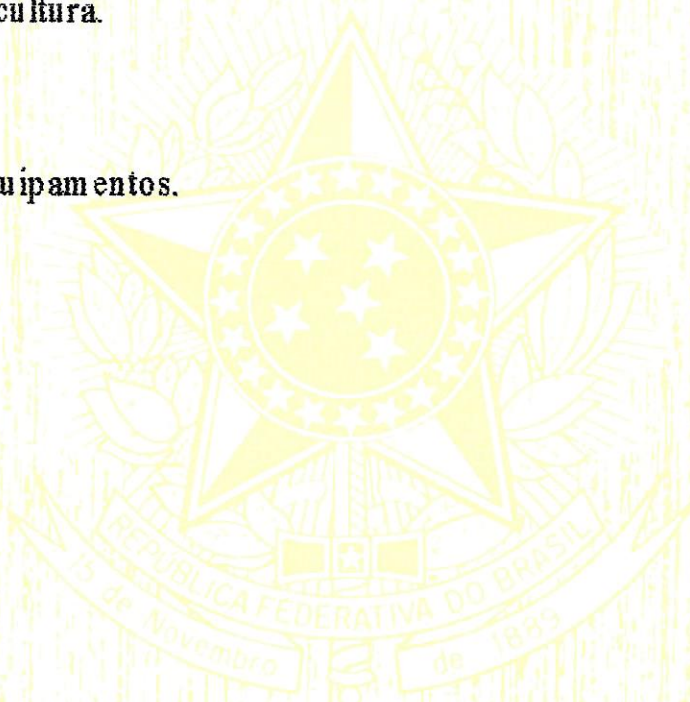 cultura.
uipamentos.
REPÚBLICA FEDERATIVA DO BRASIL
15 de Novembro de 1889